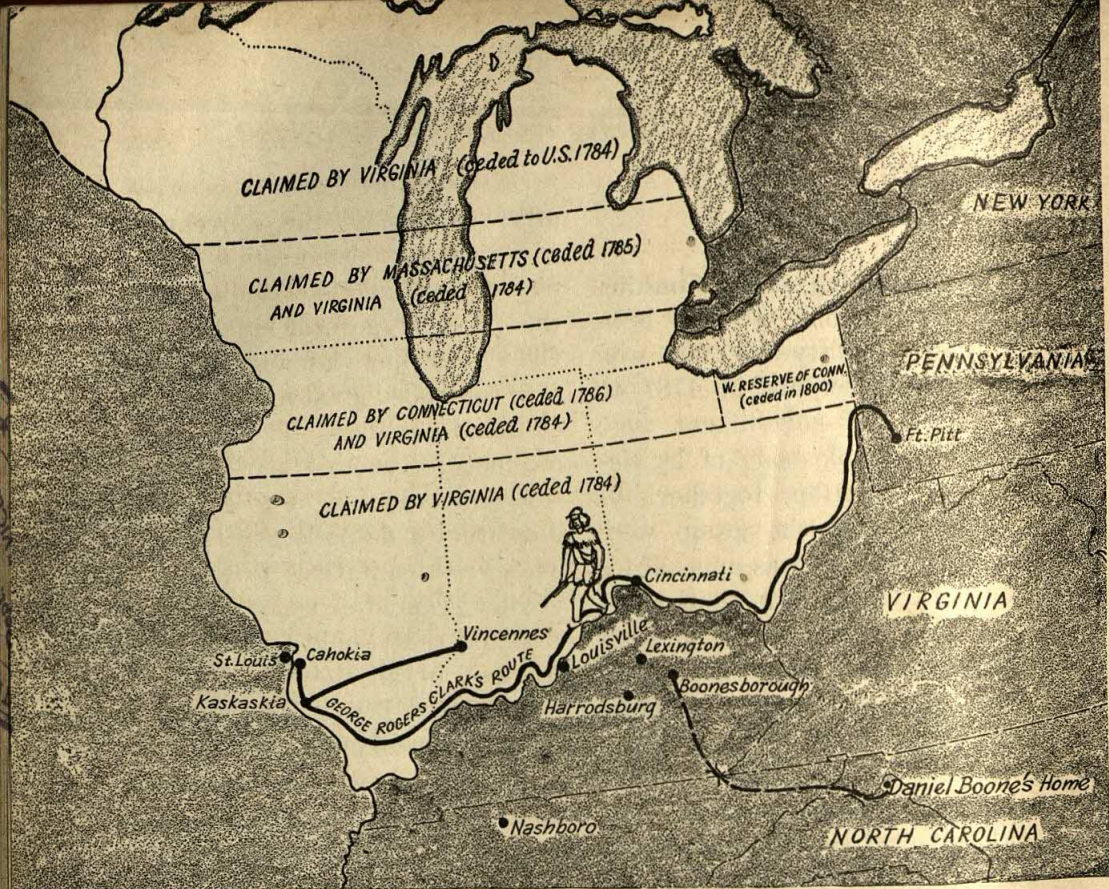 CLAIMED BY VIRGINIA (ceded to U.S. 1784)
NEW YORK
CLAIMED BY MASSACHUSETTS (ceded 1785)
AND VIRGINIA (ceded 1784)
PENNSYLVANIA
W. RESERVE OF CONN.
(ceded in 1800)
CLAIMED BY CONNECTICUT (ceded 1786)
AND VIRGINIA (ceded 1784)
Ft. Pitt
CLAIMED BY VIRGINIA (ceded 1784)
Cincinnati
VIRGINIA
Vincennes
St. Louis
Cahokia
Louisville
Lexington
Kaskaskia
GEORGE ROGERS CLARK'S ROUTE
Boonesborough
Harrodsburg
Daniel Boone's Home
Nashboro
NORTH CAROLINA